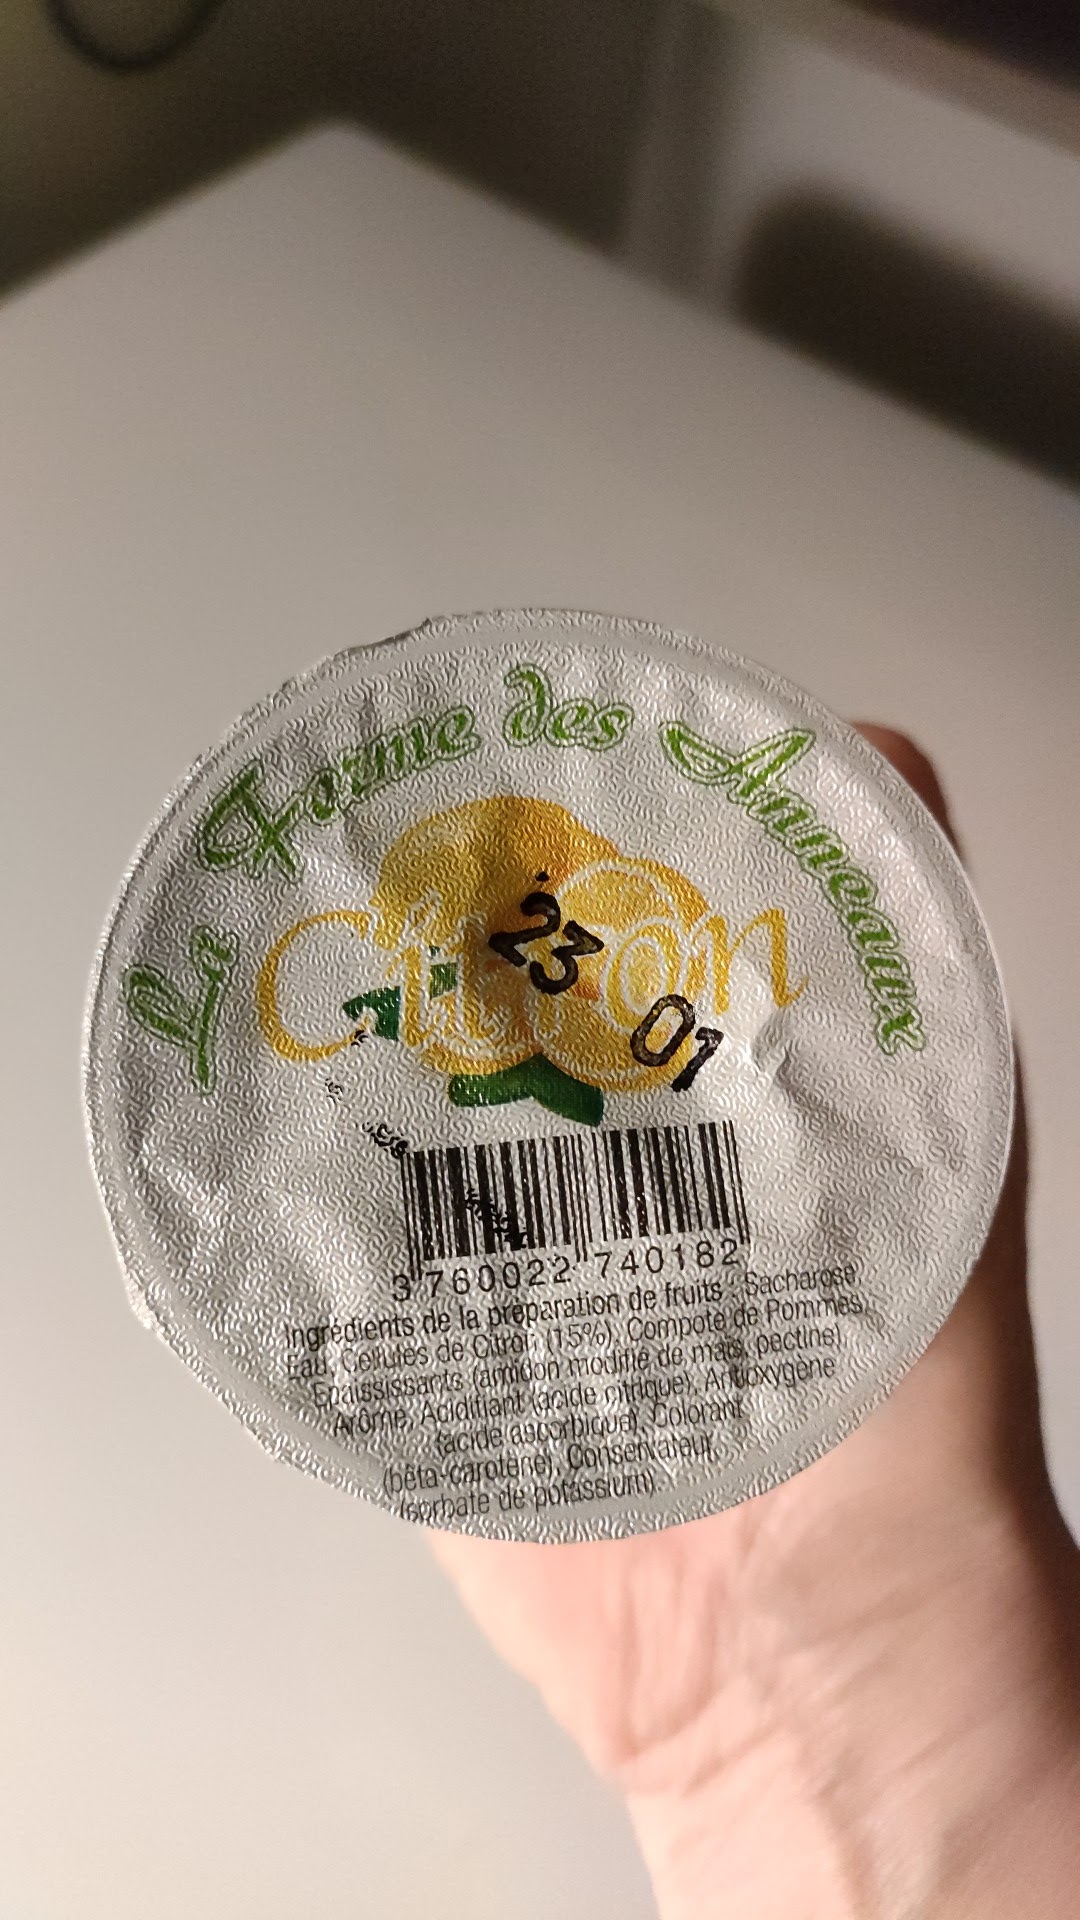 La Ferme des Anneaux
Citron
23 01
3 760022 740182
Ingrédients de la préparation de fruits : Sacharose,
Eau, Cellules de Citron (15%), Compote de Pommes,
Epaississants (amidon modifié de maïs, pectine)
Arôme, Acidifiant (acide citrique), Antioxygène
(acide ascorbique), Colorant
(bêta-carotène), Conservateur
(sorbate de potassium).